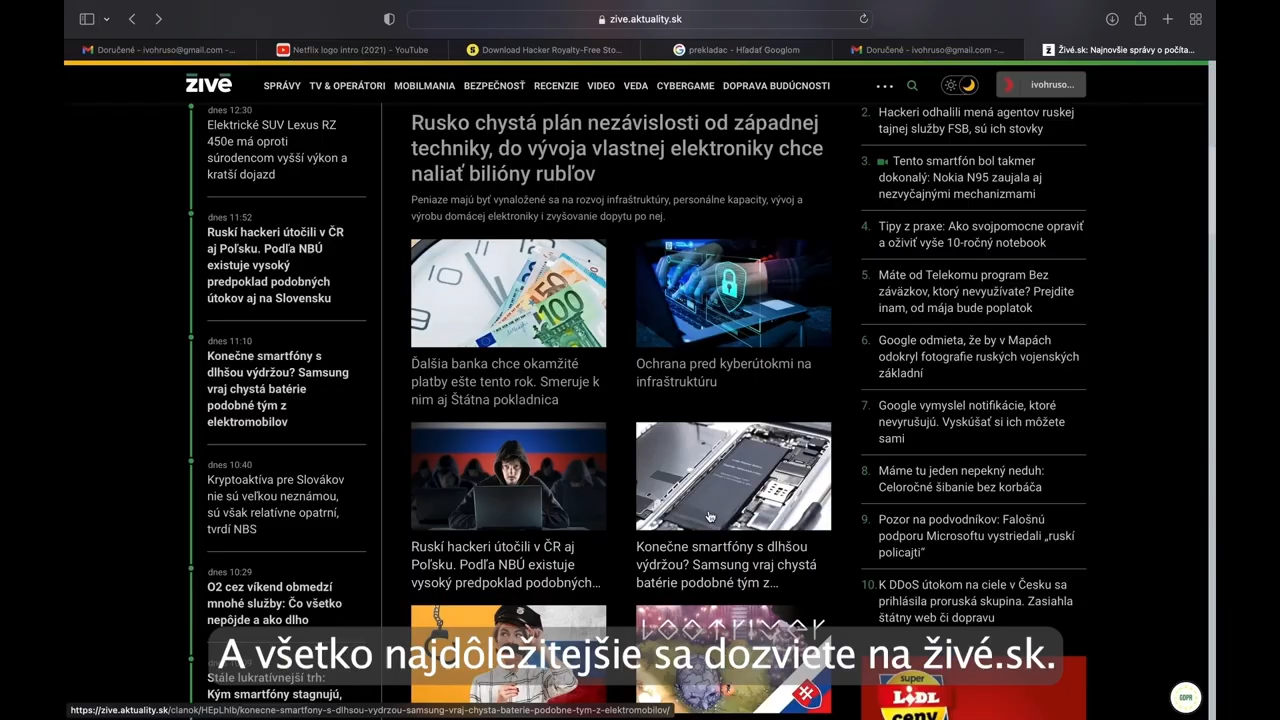 zive.aktuality.sk
Doručené - ivohruso@gmail.com -...
Netflix logo intro (2021) - YouTube
Download Hacker Royalty-Free Sto...
prekladac - Hľadať Googlom
Doručené - ivohruso@gmail.com -...
Živé.sk: Najnovšie správy o počíta...
živē
SPRÁVY
TV & OPERÁTORI
MOBILMANIA
BEZPEČNOSŤ
RECENZIE
VIDEO
VEDA
CYBERGAME
DOPRAVA BUDÚCNOSTI
ivohruso...
dnes 12:30
Elektrické SUV Lexus RZ
450e má oproti
súrodencom vyšší výkon a
kratší dojazd
dnes 11:52
Ruskí hackeri útočili v ČR
aj Poľsku. Podľa NBÚ
existuje vysoký
predpoklad podobných
útokov aj na Slovensku
dnes 11:10
Konečne smartfóny s
dlhšou výdržou? Samsung
vraj chystá batérie
podobné tým z
elektromobilov
dnes 10:40
Kryptoaktíva pre Slovákov
nie sú veľkou neznámou,
sú však relatívne opatrní,
tvrdí NBS
dnes 10:29
O2 cez víkend obmedzí
mnohé služby: Čo všetko
nepôjde a ako dlho
Stále lukratívnejší trh:
Kým smartfóny stagnujú,
Rusko chystá plán nezávislosti od západnej
techniky, do vývoja vlastnej elektroniky chce
naliať bilióny rubľov
Peniaze majú byť vynaložené sa na rozvoj infraštruktúry, personálne kapacity, vývoj a
výrobu domácej elektroniky i zvyšovanie dopytu po nej.
100
Ďalšia banka chce okamžité
platby ešte tento rok. Smeruje k
nim aj Štátna pokladnica
Ochrana pred kyberútokmi na
infraštruktúru
Ruskí hackeri útočili v ČR aj
Poľsku. Podľa NBÚ existuje
vysoký predpoklad podobných...
Konečne smartfóny s dlhšou
výdržou? Samsung vraj chystá
batérie podobné tým z...
2. Hackeri odhalili mená agentov ruskej
tajnej služby FSB, sú ich stovky
3. Tento smartfón bol takmer
dokonalý: Nokia N95 zaujala aj
nezvyčajnými mechanizmami
4. Tipy z praxe: Ako svojpomocne opraviť
a oživiť vyše 10-ročný notebook
5. Máte od Telekomu program Bez
záväzkov, ktorý nevyužívate? Prejdite
inam, od mája bude poplatok
6. Google odmieta, že by v Mapách
odokryl fotografie ruských vojenských
základní
7. Google vymyslel notifikácie, ktoré
nevyrušujú. Vyskúšať si ich môžete
sami
8. Máme tu jeden nepekný neduh:
Celoročné šibanie bez korbáča
9. Pozor na podvodníkov: Falošnú
podporu Microsoftu vystriedali „ruskí
policajti“
10. K DDoS útokom na ciele v Česku sa
prihlásila proruská skupina. Zasiahla
štátny web či dopravu
super
LIDL
ceny
GDPR
A všetko najdôležitejšie sa dozviete na živé.sk.
https://zive.aktuality.sk/clanok/HEpLhlb/konecne-smartfony-s-dlhsou-vydrzou-samsung-vraj-chysta-baterie-podobne-tym-z-elektromobilov/